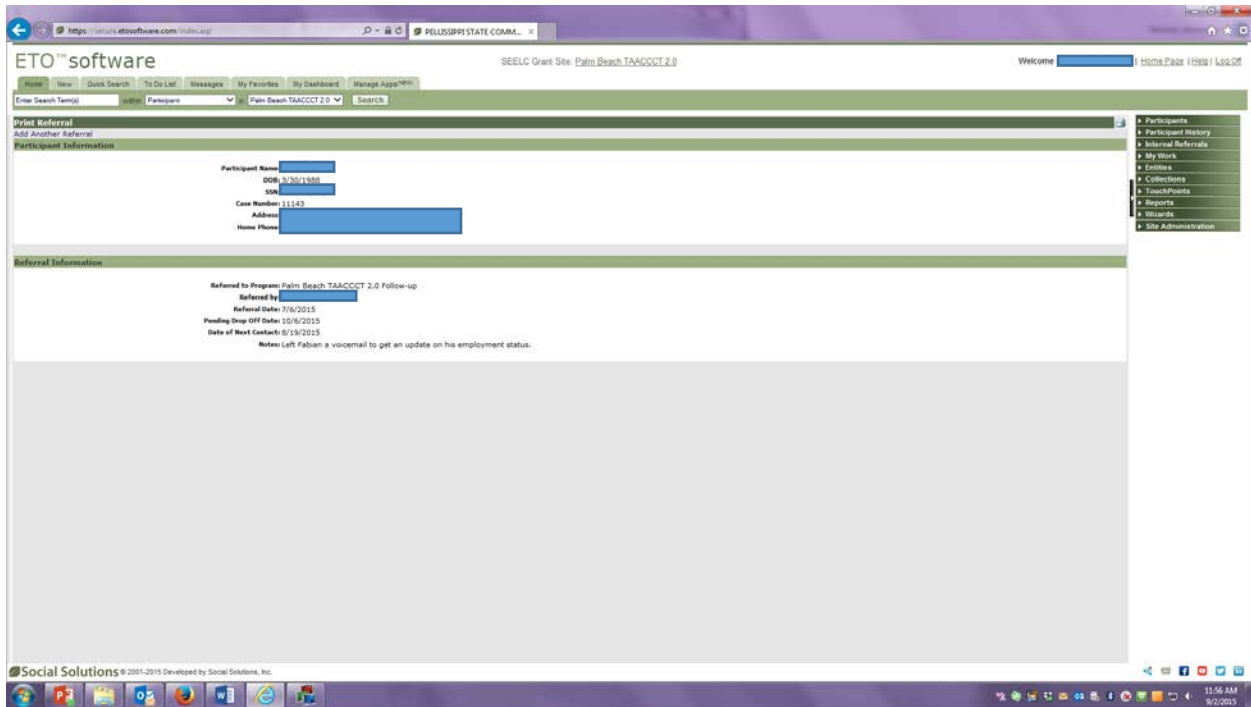 https://secure.etosoftware.com/index.asp
PELLISSIPPI STATE COMM...
ETO™software
SEELC Grant Site: Palm Beach TAACCCT 2.0
Welcome | Home Page | Help | Log Off
Home New Quick Search To Do List Messages My Favorites My Dashboard Manage Apps(NEW)
Enter Search Term(s) within Participant in Palm Beach TAACCCT 2.0 Search
Print Referral
Add Another Referral
Participant Information
Participant Name:
DOB: 3/30/1988
SSN:
Case Number: 11143
Address:
Home Phone:
Referral Information
Referred to Program: Palm Beach TAACCCT 2.0 Follow-up
Referred by:
Referral Date: 7/6/2015
Pending Drop Off Date: 10/6/2015
Date of Next Contact: 8/19/2015
Notes: Left Fabian a voicemail to get an update on his employment status.
Participants
Participant History
Internal Referrals
My Work
Entities
Collections
TouchPoints
Reports
Wizards
Site Administration
Social Solutions © 2001-2015 Developed by Social Solutions, Inc.
11:56 AM
9/2/2015